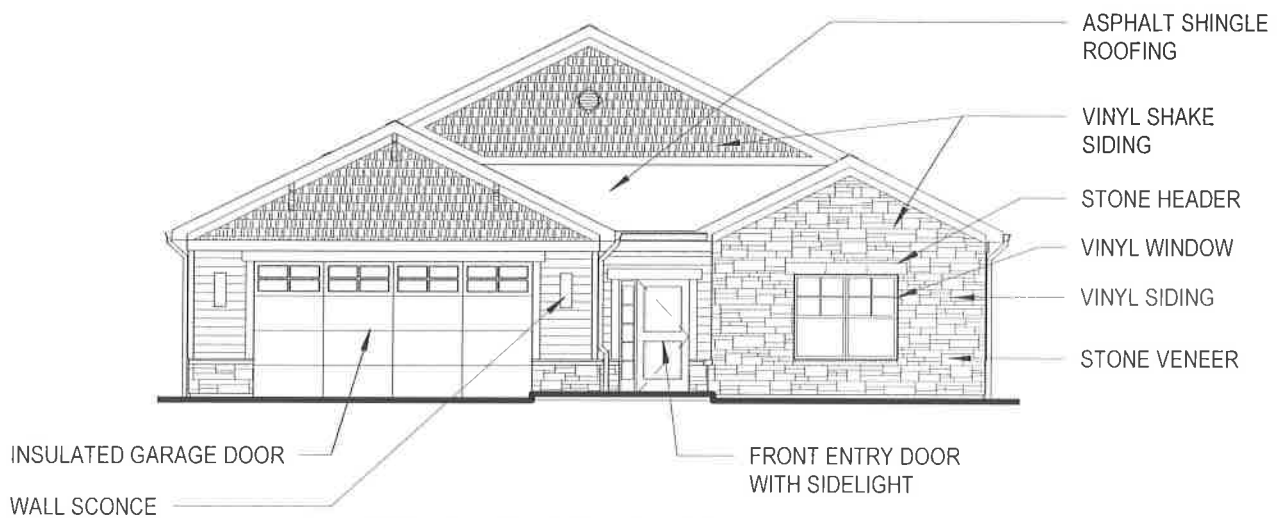 ASPHALT SHINGLE
ROOFING
VINYL SHAKE
SIDING
STONE HEADER
VINYL WINDOW
VINYL SIDING
STONE VENEER
INSULATED GARAGE DOOR
WALL SCONCE
FRONT ENTRY DOOR
WITH SIDELIGHT